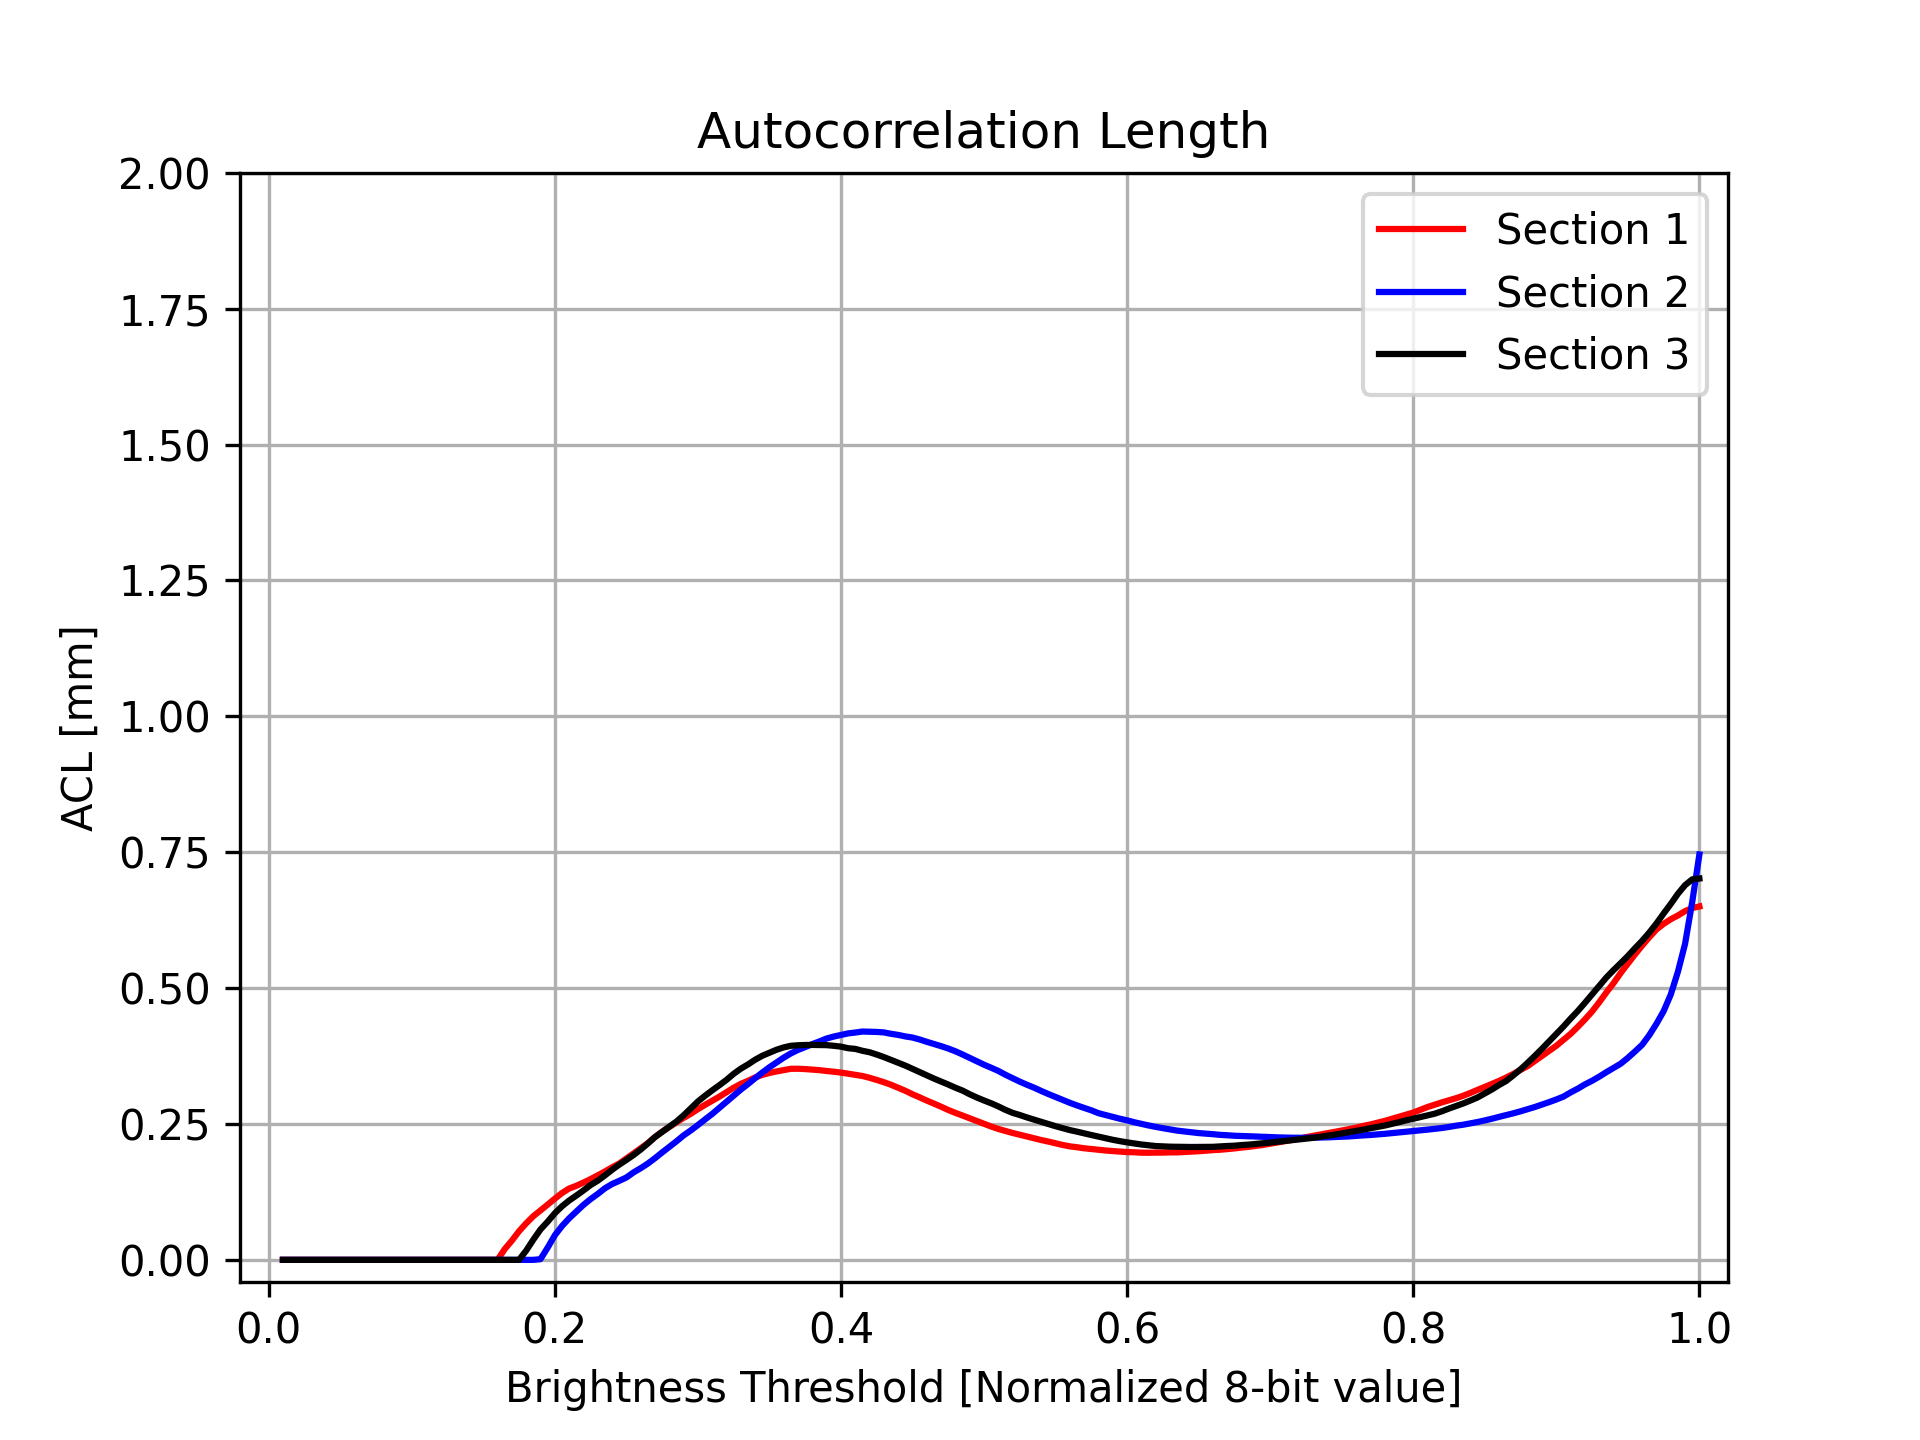 Autocorrelation Length
2.00
1.75
1.50
1.25
1.00
0.75
0.50
0.25
0.00
ACL [mm]
Section 1
Section 2
Section 3
0.0 0.2 0.4 0.6 0.8 1.0
Brightness Threshold [Normalized 8-bit value]